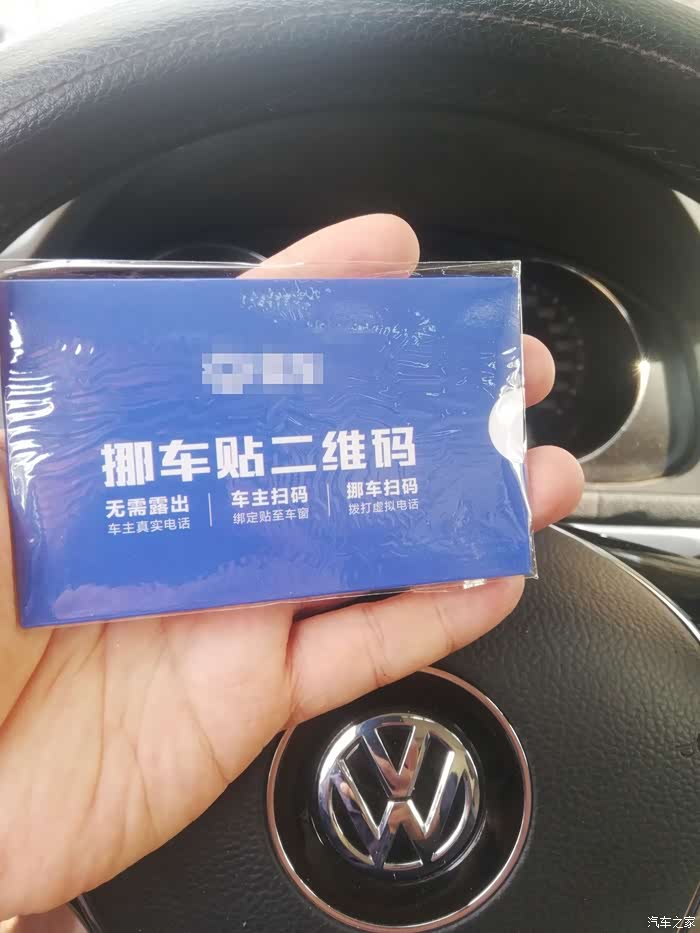 挪车贴二维码
无需露出 车主扫码 挪车扫码
车主真实电话 绑定贴至车窗 拨打虚拟电话
汽车之家